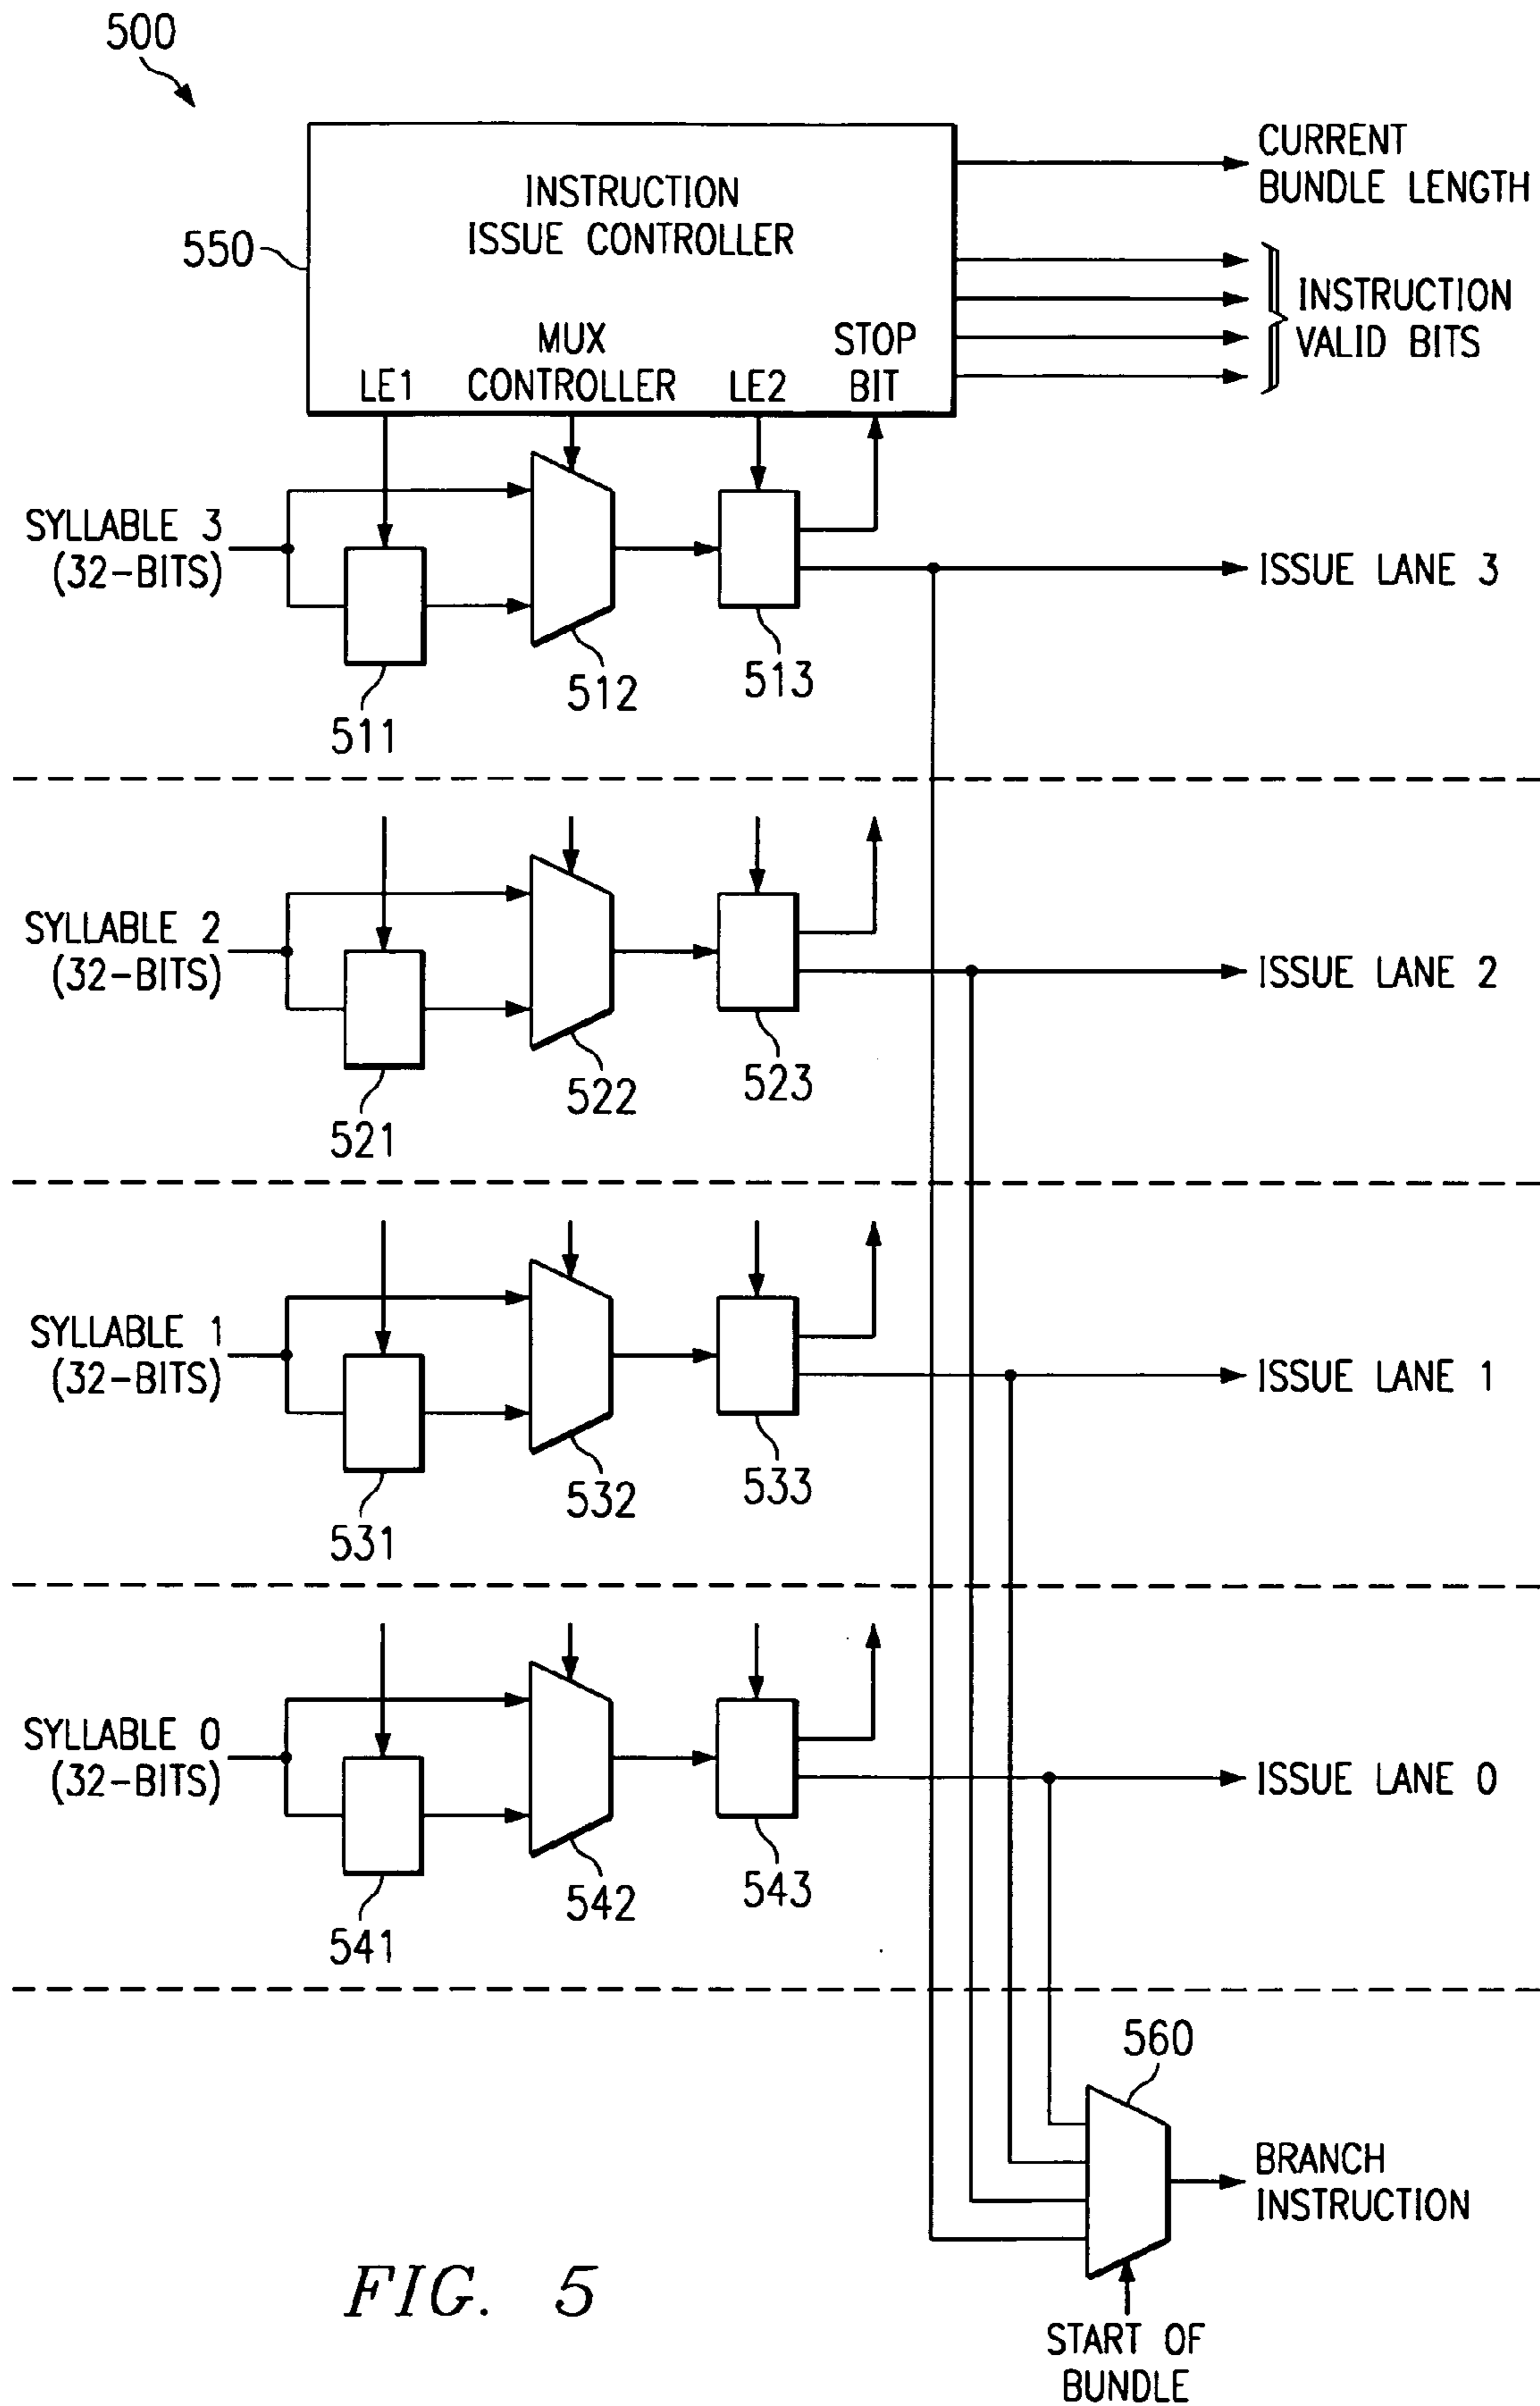 500
INSTRUCTION
ISSUE CONTROLLER
550
MUX
CONTROLLER
LE1
LE2
STOP
BIT
CURRENT
BUNDLE LENGTH
INSTRUCTION
VALID BITS
SYLLABLE 3
(32-BITS)
511
512
513
ISSUE LANE 3
SYLLABLE 2
(32-BITS)
521
522
523
ISSUE LANE 2
SYLLABLE 1
(32-BITS)
531
532
533
ISSUE LANE 1
SYLLABLE 0
(32-BITS)
541
542
543
ISSUE LANE 0
560
BRANCH
INSTRUCTION
START OF
BUNDLE
FIG. 5